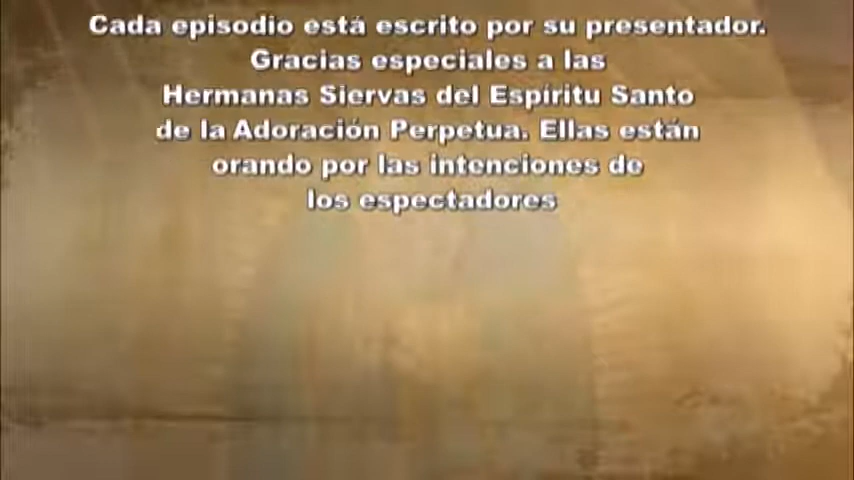 Cada episodio está escrito por su presentador.
Gracias especiales a las
Hermanas Siervas del Espíritu Santo
de la Adoración Perpetua. Ellas están
orando por las intenciones de
los espectadores